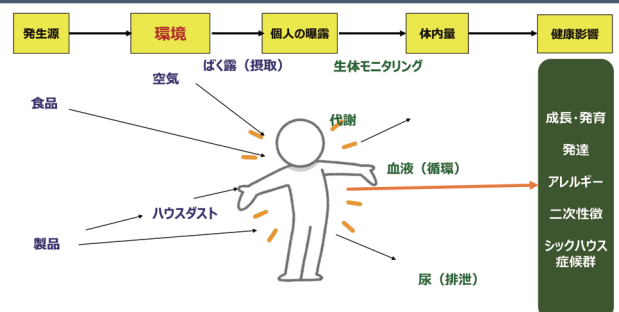 発生源
環境
個人の曝露
体内量
健康影響
ばく露（摂取）
生体モニタリング
空気
食品
代謝
血液（循環）
ハウスダスト
製品
尿（排泄）
成長・発育
発達
アレルギー
二次性徴
シックハウス
症候群